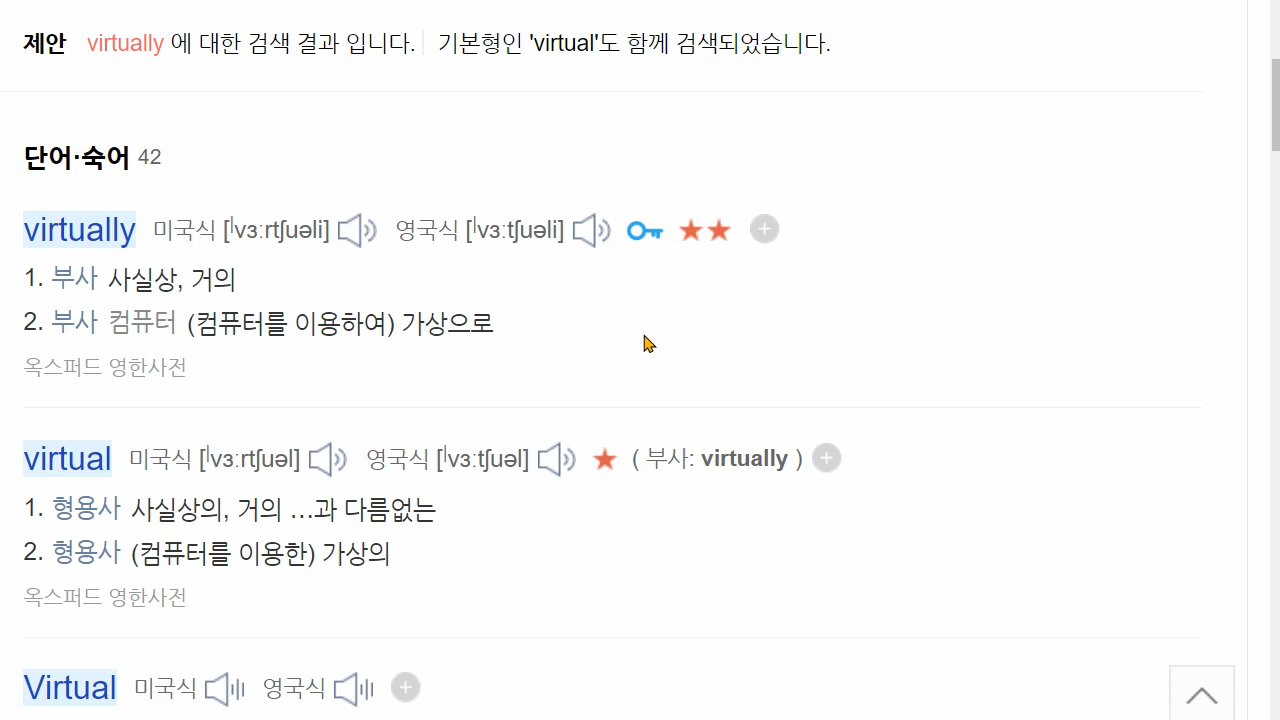 제안 virtually 에 대한 검색 결과 입니다. 기본형인 'virtual'도 함께 검색되었습니다.
단어·숙어 42
virtually 미국식 [ˈvɜːrtʃuəli] 영국식 [ˈvɜːtʃuəli]
1. 부사 사실상, 거의
2. 부사 컴퓨터 (컴퓨터를 이용하여) 가상으로
옥스퍼드 영한사전
virtual 미국식 [ˈvɜːrtʃuəl] 영국식 [ˈvɜːtʃuəl] ( 부사: virtually )
1. 형용사 사실상의, 거의 …과 다름없는
2. 형용사 (컴퓨터를 이용한) 가상의
옥스퍼드 영한사전
Virtual 미국식 영국식